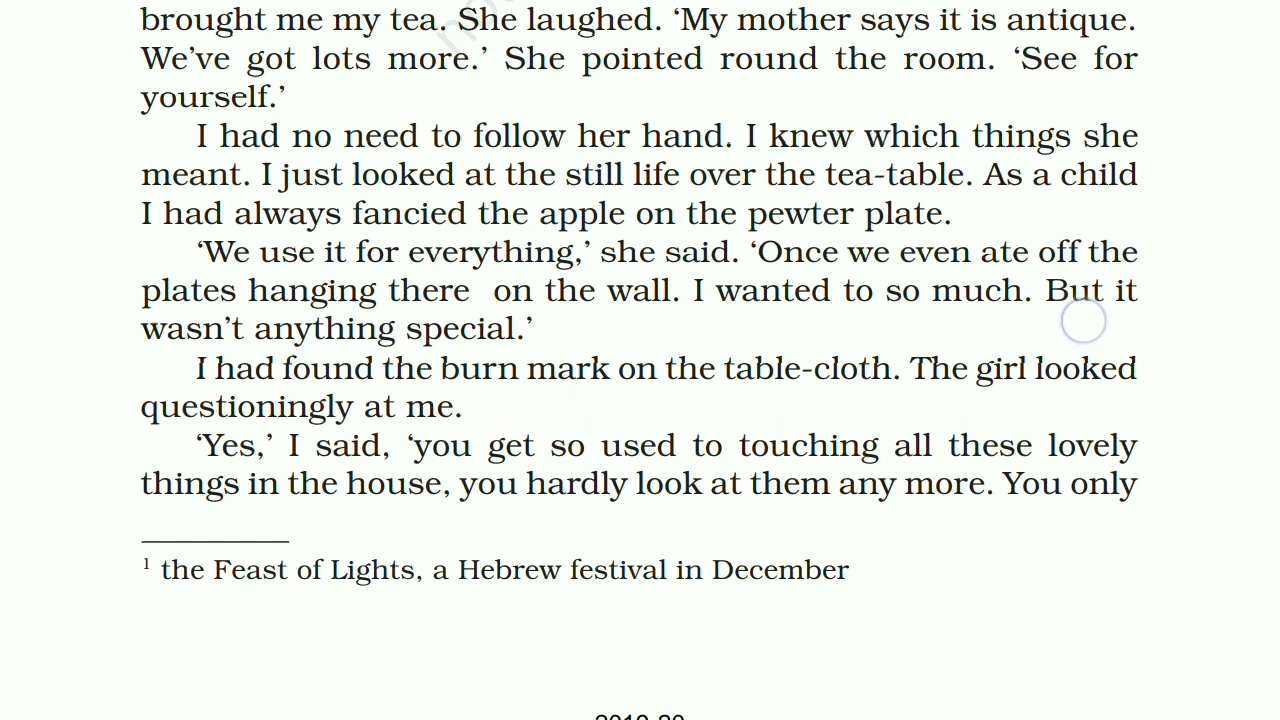 brought me my tea. She laughed. ‘My mother says it is antique.
We’ve got lots more.’ She pointed round the room. ‘See for
yourself.’
I had no need to follow her hand. I knew which things she
meant. I just looked at the still life over the tea-table. As a child
I had always fancied the apple on the pewter plate.
‘We use it for everything,’ she said. ‘Once we even ate off the
plates hanging there on the wall. I wanted to so much. But it
wasn’t anything special.’
I had found the burn mark on the table-cloth. The girl looked
questioningly at me.
‘Yes,’ I said, ‘you get so used to touching all these lovely
things in the house, you hardly look at them any more. You only
1 the Feast of Lights, a Hebrew festival in December
2019-20